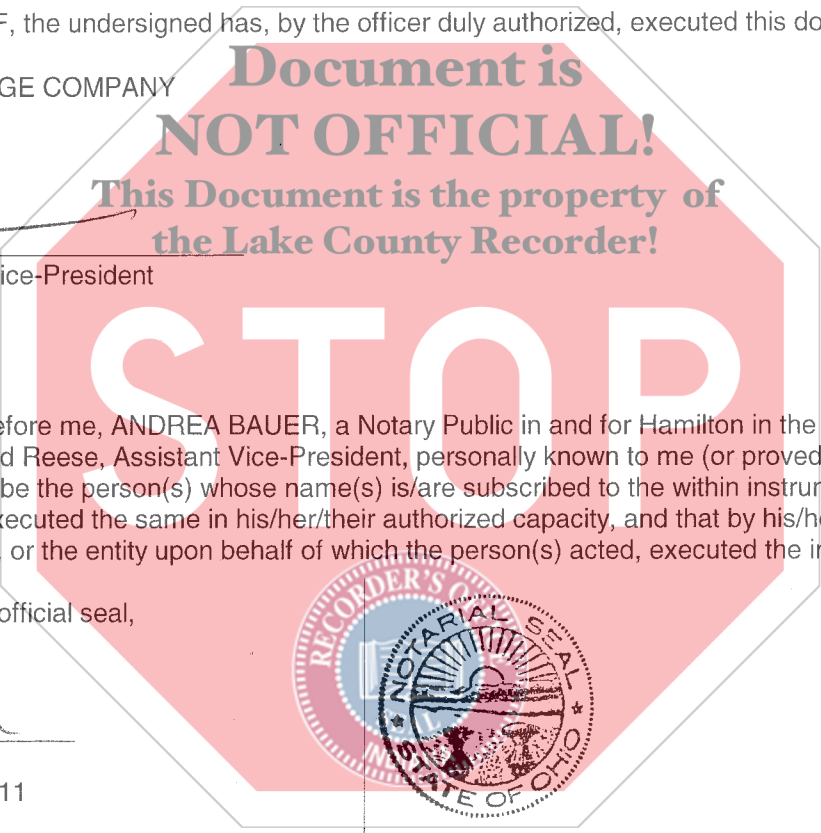 F, the undersigned has, by the officer duly authorized, executed this do
Document is
GE COMPANY
NOT OFFICIAL!
This Document is the property of
the Lake County Recorder!
ice-President
STOP
efore me, ANDREA BAUER, a Notary Public in and for Hamilton in the
d Reese, Assistant Vice-President, personally known to me (or proved
be the person(s) whose name(s) is/are subscribed to the within instru
xecuted the same in his/her/their authorized capacity, and that by his/h
, or the entity upon behalf of which the person(s) acted, executed the i
official seal,
RECORDER'S
SEAL
NOTARIAL SEAL
STATE OF OHIO
11